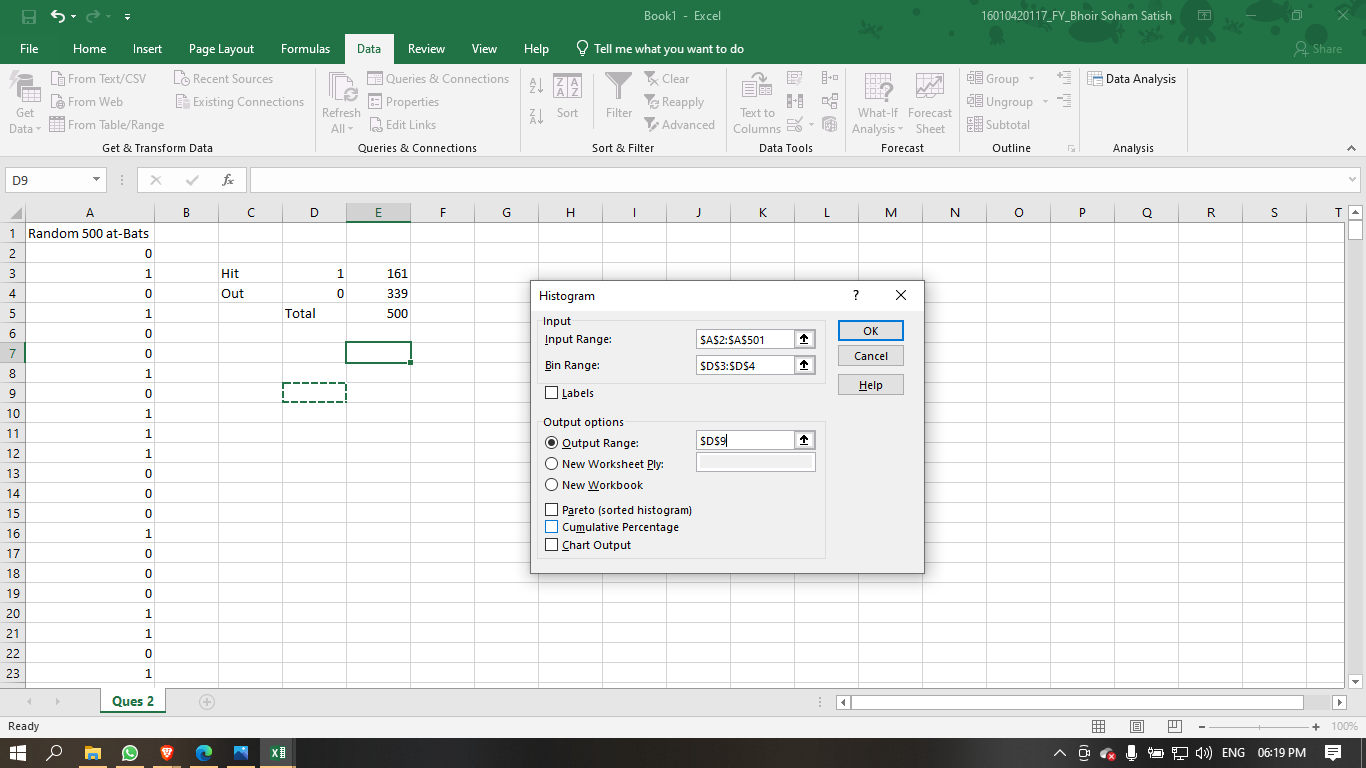 Book1 - Excel
16010420117_FY_Bhoir Soham Satish
File Home Insert Page Layout Formulas Data Review View Help Tell me what you want to do Share
From Text/CSV Recent Sources Queries & Connections Clear Group Data Analysis
From Web Existing Connections Properties Reapply Ungroup
From Table/Range Edit Links Advanced Subtotal
Get Data Refresh All Sort Filter Text to Columns What-If Analysis Forecast Sheet
Get & Transform Data Queries & Connections Sort & Filter Data Tools Forecast Outline Analysis
D9 fx
A B C D E F G H I J K L M N O P Q R S T
1 Random 500 at-Bats
2 0
3 1 Hit 1 161
4 0 Out 0 339
5 1 Total 500
6 0
7 0
8 1
9 0
10 1
11 1
12 1
13 0
14 0
15 0
16 1
17 0
18 0
19 0
20 1
21 1
22 0
23 1
Histogram ?
Input
Input Range: $A$2:$A$501
Bin Range: $D$3:$D$4
Labels
OK
Cancel
Help
Output options
Output Range: $D$9
New Worksheet Ply:
New Workbook
Pareto (sorted histogram)
Cumulative Percentage
Chart Output
Ques 2
Ready 100%
ENG 06:19 PM